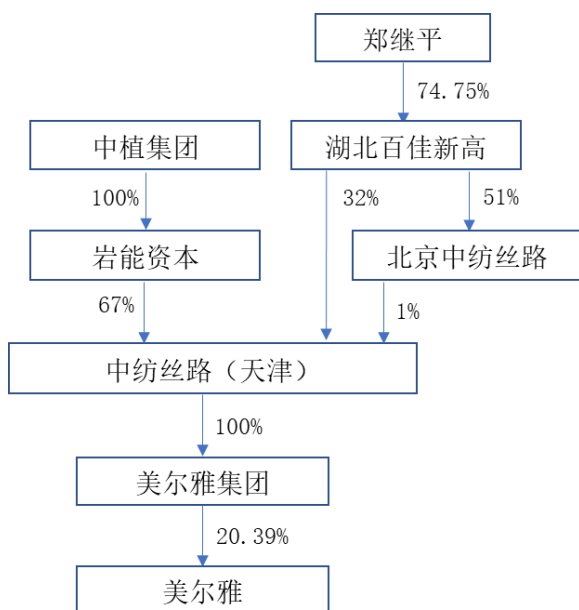 郑继平
74.75%
中植集团
湖北百佳新高
100%
32%
51%
岩能资本
北京中纺丝路
67%
1%
中纺丝路（天津）
100%
美尔雅集团
20.39%
美尔雅